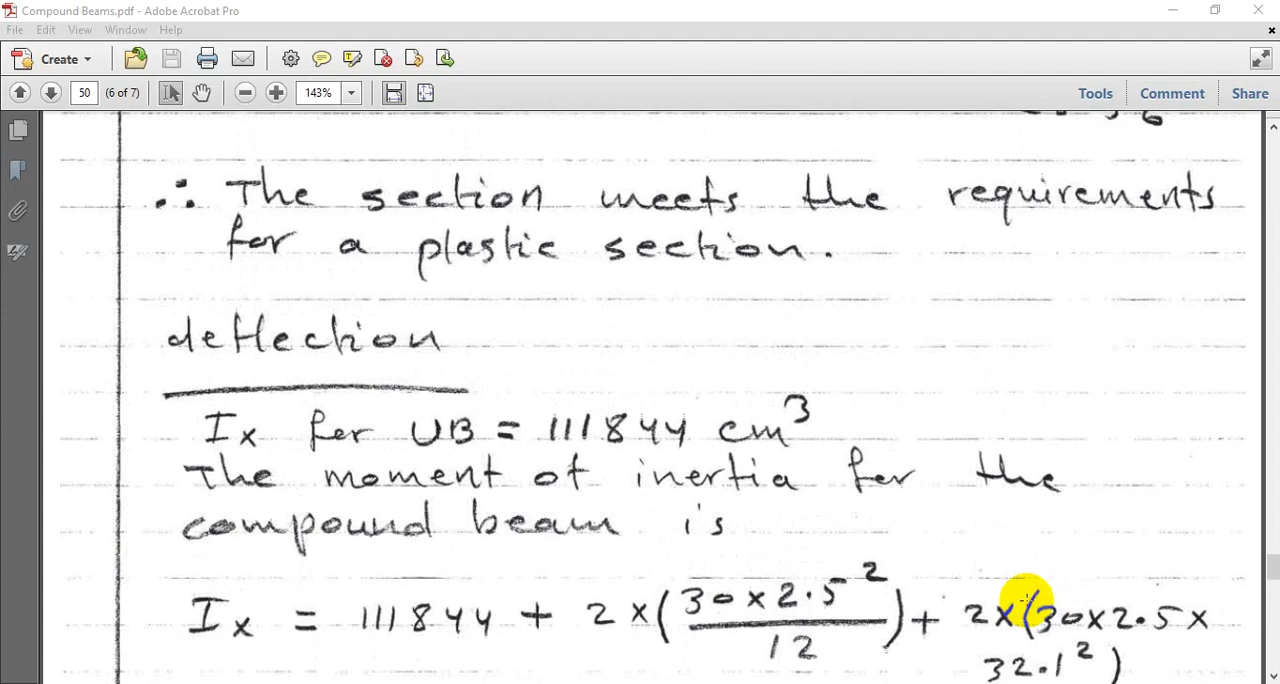 Compound Beams.pdf - Adobe Acrobat Pro
File Edit View Window Help
Create
50 (6 of 7) 143% Tools Comment Share
∴ The section meets the requirements
for a plastic section.
deflection
Ix for UB = 111844 cm³
The moment of inertia for the
compound beam is
Ix = 111844 + 2 × (30 × 2.5² / 12) + 2 × (30 × 2.5 ×
32.1²)